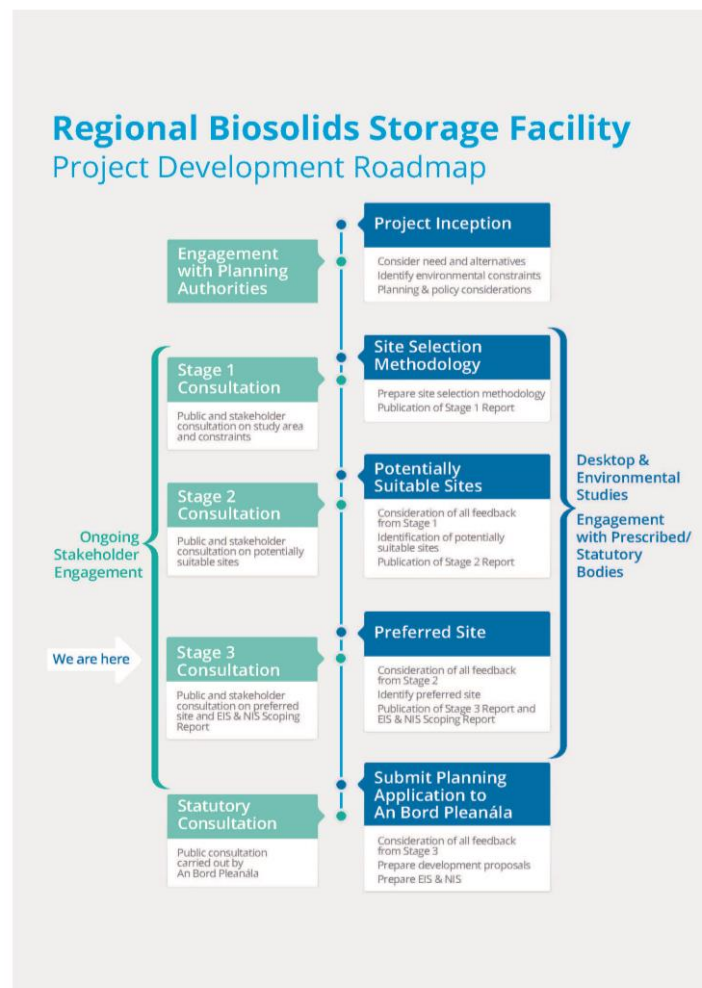 Regional Biosolids Storage Facility
Project Development Roadmap
Project Inception
Consider need and alternatives
Identify environmental constraints
Planning & policy considerations
Engagement
with Planning
Authorities
Site Selection
Methodology
Prepare site selection methodology
Publication of Stage 1 Report
Stage 1
Consultation
Public and stakeholder
consultation on study area
and constraints
Potentially
Suitable Sites
Consideration of all feedback
from Stage 1
Identification of potentially
suitable sites
Publication of Stage 2 Report
Stage 2
Consultation
Public and stakeholder
consultation on potentially
suitable sites
Ongoing
Stakeholder
Engagement
Desktop &
Environmental
Studies
Engagement
with Prescribed/
Statutory
Bodies
Preferred Site
Consideration of all feedback
from Stage 2
Identify preferred site
Publication of Stage 3 Report and
EIS & NIS Scoping Report
We are here
Stage 3
Consultation
Public and stakeholder
consultation on preferred
site and EIS & NIS Scoping
Report
Submit Planning
Application to
An Bord Pleanála
Consideration of all feedback
from Stage 3
Prepare development proposals
Prepare EIS & NIS
Statutory
Consultation
Public consultation
carried out by
An Bord Pleanála